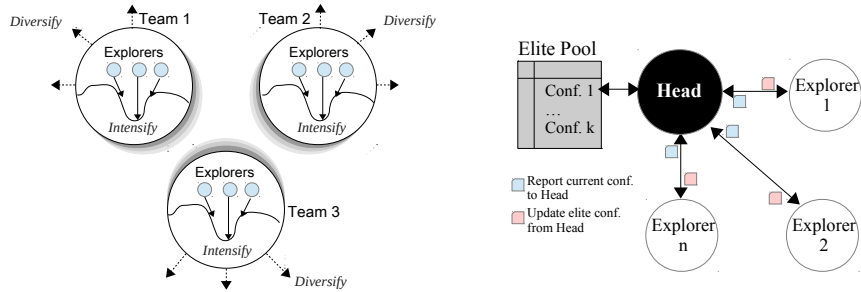 Team 1
Team 2
Diversify
Diversify
Explorers
Explorers
Intensify
Intensify
Explorers
Team 3
Intensify
Diversify
Elite Pool
Conf. 1
...
Conf. k
Head
Explorer
1
Report current conf.
to Head
Update elite conf.
from Head
Explorer
n
Explorer
2